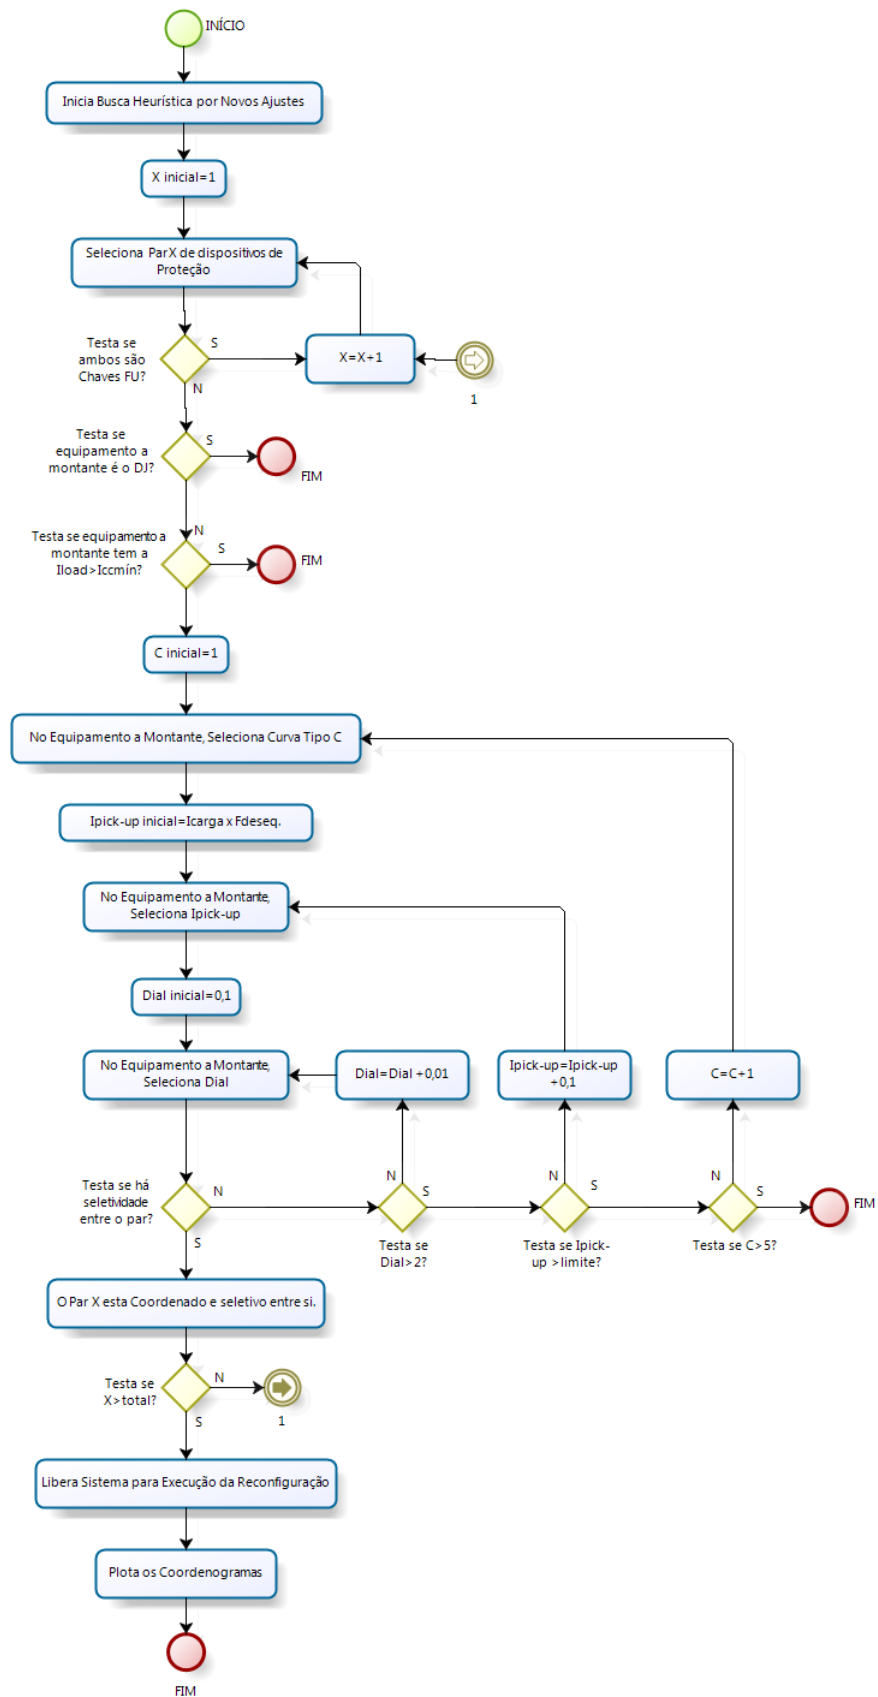 INÍCIO
Inicia Busca Heurística por Novos Ajustes
X inicial=1
Seleciona Par X de dispositivos de
Proteção
Testa se
ambos são
Chaves FU?
S
N
X=X+1
1
Testa se
equipamento a
montante é o DJ?
S
N
FIM
Testa se equipamento a
montante tem a
Iload>Iccmín?
S
FIM
C inicial=1
No Equipamento a Montante, Seleciona Curva Tipo C
Ipick-up inicial=Icarga x Fdeseq.
No Equipamento a Montante,
Seleciona Ipick-up
Dial inicial=0,1
No Equipamento a Montante,
Seleciona Dial
Dial=Dial +0,01
Ipick-up=Ipick-up
+0,1
C=C+1
Testa se há
seletividade
entre o par?
N
S
N
S
Testa se
Dial>2?
N
S
Testa se Ipick-
up >limite?
N
S
Testa se C>5?
FIM
O Par X esta Coordenado e seletivo entre si.
Testa se
X>total?
N
S
1
Libera Sistema para Execução da Reconfiguração
Plota os Coordenogramas
FIM